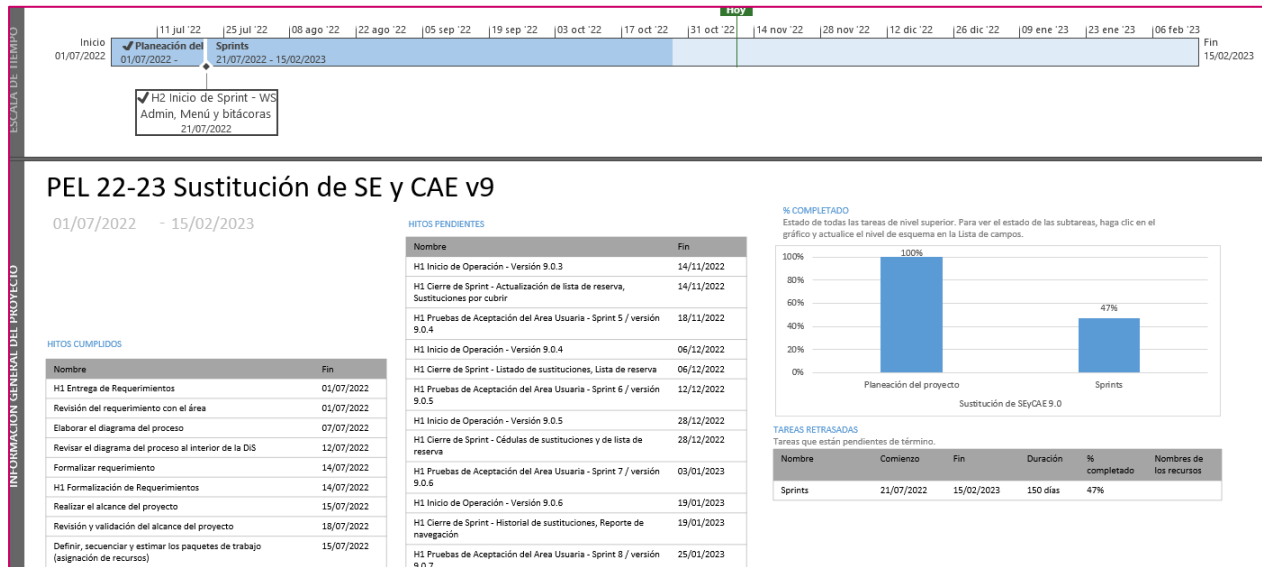 Hoy
11 jul '22 25 jul '22 08 ago '22 22 ago '22 05 sep '22 19 sep '22 03 oct '22 17 oct '22 31 oct '22 14 nov '22 28 nov '22 12 dic '22 26 dic '22 09 ene '23 23 ene '23 06 feb '23
ESCALA DE TIEMPO
Inicio
01/07/2022
Planeación del
01/07/2022 -
Sprints
21/07/2022 - 15/02/2023
Fin
15/02/2023
H2 Inicio de Sprint - WS
Admin, Menú y bitácoras
21/07/2022
INFORMACIÓN GENERAL DEL PROYECTO
PEL 22-23 Sustitución de SE y CAE v9
01/07/2022 - 15/02/2023
HITOS CUMPLIDOS
Nombre Fin
H1 Entrega de Requerimientos 01/07/2022
Revisión del requerimiento con el área 01/07/2022
Elaborar el diagrama del proceso 07/07/2022
Revisar el diagrama del proceso al interior de la DiS 12/07/2022
Formalizar requerimiento 14/07/2022
H1 Formalización de Requerimientos 14/07/2022
Realizar el alcance del proyecto 15/07/2022
Revisión y validación del alcance del proyecto 18/07/2022
Definir, secuenciar y estimar los paquetes de trabajo 15/07/2022
(asignación de recursos)
HITOS PENDIENTES
Nombre Fin
H1 Inicio de Operación - Versión 9.0.3 14/11/2022
H1 Cierre de Sprint - Actualización de lista de reserva, 14/11/2022
Sustituciones por cubrir
H1 Pruebas de Aceptación del Area Usuaria - Sprint 5 / versión 18/11/2022
9.0.4
H1 Inicio de Operación - Versión 9.0.4 06/12/2022
H1 Cierre de Sprint - Listado de sustituciones, Lista de reserva 06/12/2022
H1 Pruebas de Aceptación del Area Usuaria - Sprint 6 / versión 12/12/2022
9.0.5
H1 Inicio de Operación - Versión 9.0.5 28/12/2022
H1 Cierre de Sprint - Cédulas de sustituciones y de lista de 28/12/2022
reserva
H1 Pruebas de Aceptación del Area Usuaria - Sprint 7 / versión 03/01/2023
9.0.6
H1 Inicio de Operación - Versión 9.0.6 19/01/2023
H1 Cierre de Sprint - Historial de sustituciones, Reporte de 19/01/2023
navegación
H1 Pruebas de Aceptación del Area Usuaria - Sprint 8 / versión 25/01/2023
9.0.7
% COMPLETADO
Estado de todas las tareas de nivel superior. Para ver el estado de las subtareas, haga clic en el
gráfico y actualice el nivel de esquema en la Lista de campos.
100%
80%
60%
40%
20%
0%
100%
47%
Planeación del proyecto Sprints
Sustitución de SEyCAE 9.0
TAREAS RETRASADAS
Tareas que están pendientes de término.
Nombre Comienzo Fin Duración % completado Nombres de los recursos
Sprints 21/07/2022 15/02/2023 150 días 47%